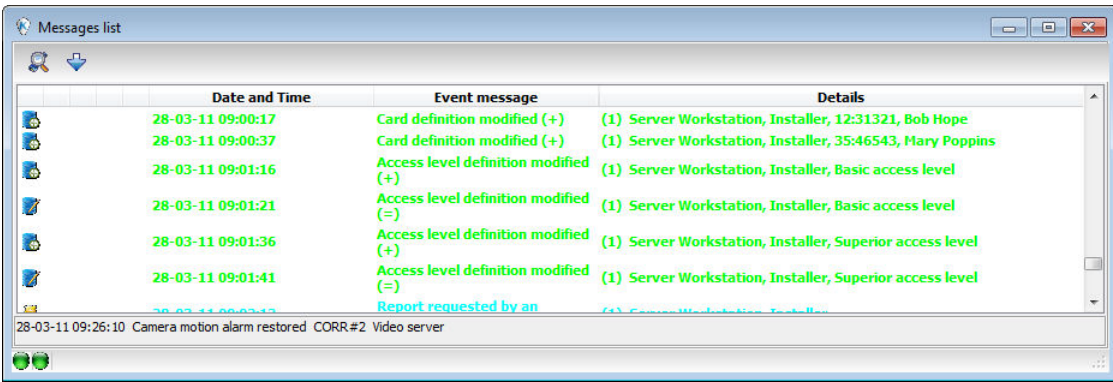 Messages list
Date and Time Event message Details
28-03-11 09:00:17 Card definition modified (+) (1) Server Workstation, Installer, 12:31321, Bob Hope
28-03-11 09:00:37 Card definition modified (+) (1) Server Workstation, Installer, 35:46543, Mary Poppins
28-03-11 09:01:16 Access level definition modified (+) (1) Server Workstation, Installer, Basic access level
28-03-11 09:01:21 Access level definition modified (=) (1) Server Workstation, Installer, Basic access level
28-03-11 09:01:36 Access level definition modified (+) (1) Server Workstation, Installer, Superior access level
28-03-11 09:01:41 Access level definition modified (=) (1) Server Workstation, Installer, Superior access level
Report requested by an
(1) Server Workstation, Installer
28-03-11 09:26:10 Camera motion alarm restored CORR #2 Video server